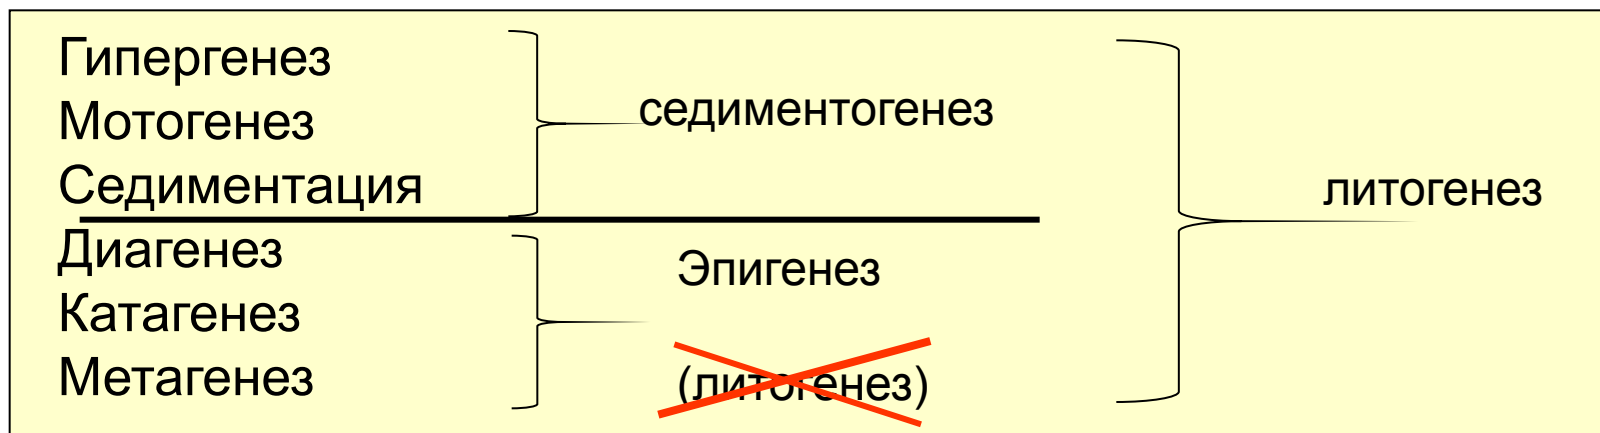 Гипергенез
Мотогенез
Седиментация
Диагенез
Катагенез
Метагенез
седиментогенез
Эпигенез
(литогенез)
литогенез